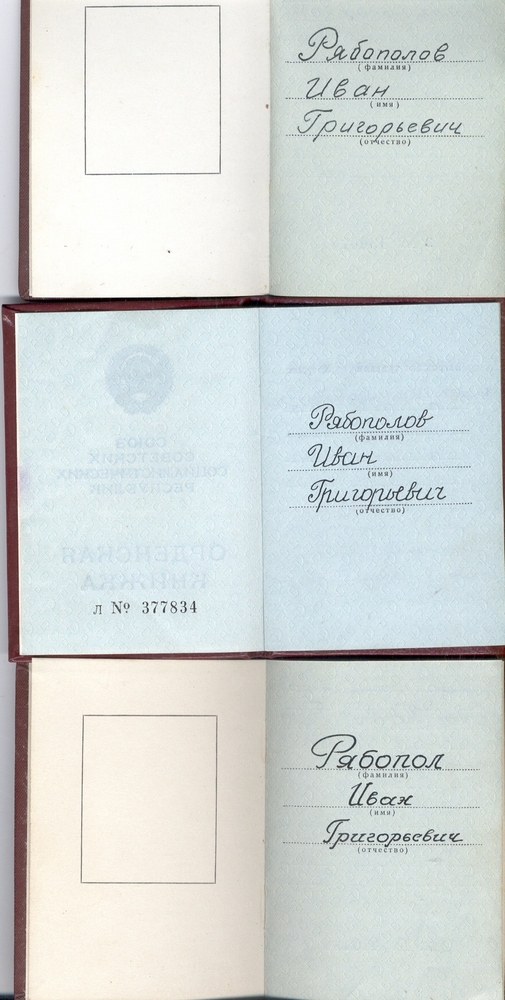 Рябополов
(фамилия)
Иван
(имя)
Григорьевич
(отчество)
СОЮЗ
СОВЕТСКИХ
СОЦИАЛИСТИЧЕСКИХ
РЕСПУБЛИК
ОРДЕНСКАЯ
КНИЖКА
Л № 377834
Рябополов
(фамилия)
Иван
(имя)
Григорьевич
(отчество)
Рябопол
(фамилия)
Иван
(имя)
Григорьевич
(отчество)